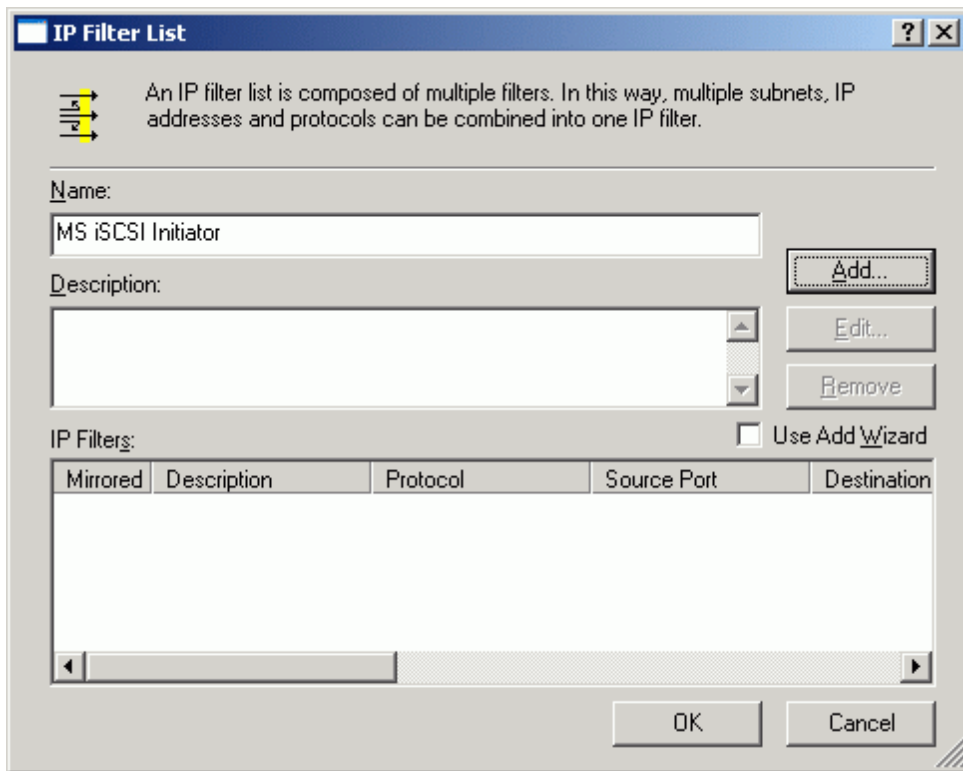 IP Filter List
An IP filter list is composed of multiple filters. In this way, multiple subnets, IP
addresses and protocols can be combined into one IP filter.
Name:
MS iSCSI Initiator
Add...
Description:
Edit...
Remove
IP Filters:
Use Add Wizard
Mirrored Description Protocol Source Port Destination
OK Cancel